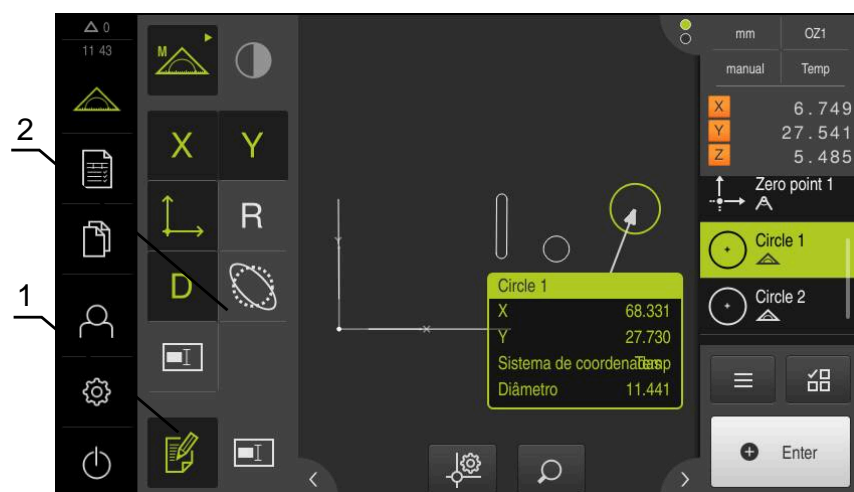 0
11 43
2
1
M
X Y
R
D
Y
X
Circle 1
X 68.331
Y 27.730
Sistema de coordenadas Temp
Diâmetro 11.441
mm OZ1
manual Temp
X 6.749
Y 27.541
Z 5.485
Zero point 1
Circle 1
Circle 2
Enter